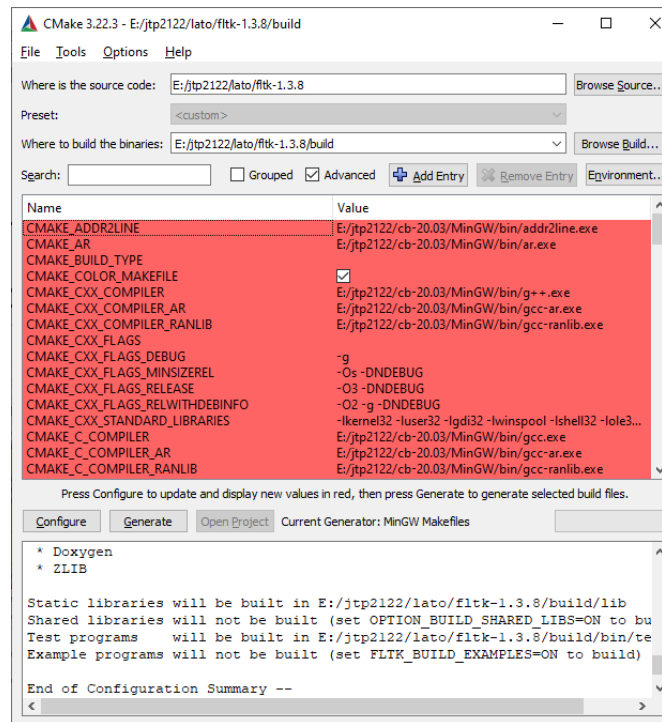 CMake 3.22.3 - E:/jtp2122/lato/fltk-1.3.8/build
File Tools Options Help
Where is the source code: E:/jtp2122/lato/fltk-1.3.8 Browse Source..
Preset: <custom>
Where to build the binaries: E:/jtp2122/lato/fltk-1.3.8/build Browse Build...
Search: Grouped Advanced Add Entry Remove Entry Environment..
Name Value
CMAKE_ADDR2LINE E:/jtp2122/cb-20.03/MinGW/bin/addr2line.exe
CMAKE_AR E:/jtp2122/cb-20.03/MinGW/bin/ar.exe
CMAKE_BUILD_TYPE
CMAKE_COLOR_MAKEFILE
CMAKE_CXX_COMPILER E:/jtp2122/cb-20.03/MinGW/bin/g++.exe
CMAKE_CXX_COMPILER_AR E:/jtp2122/cb-20.03/MinGW/bin/gcc-ar.exe
CMAKE_CXX_COMPILER_RANLIB E:/jtp2122/cb-20.03/MinGW/bin/gcc-ranlib.exe
CMAKE_CXX_FLAGS
CMAKE_CXX_FLAGS_DEBUG -g
CMAKE_CXX_FLAGS_MINSIZEREL -Os -DNDEBUG
CMAKE_CXX_FLAGS_RELEASE -O3 -DNDEBUG
CMAKE_CXX_FLAGS_RELWITHDEBINFO -O2 -g -DNDEBUG
CMAKE_CXX_STANDARD_LIBRARIES -lkernel32 -luser32 -lgdi32 -lwinspool -lshell32 -lole3...
CMAKE_C_COMPILER E:/jtp2122/cb-20.03/MinGW/bin/gcc.exe
CMAKE_C_COMPILER_AR E:/jtp2122/cb-20.03/MinGW/bin/gcc-ar.exe
CMAKE_C_COMPILER_RANLIB E:/jtp2122/cb-20.03/MinGW/bin/gcc-ranlib.exe
Press Configure to update and display new values in red, then press Generate to generate selected build files.
Configure Generate Open Project Current Generator: MinGW Makefiles
* Doxygen
* ZLIB
Static libraries will be built in E:/jtp2122/lato/fltk-1.3.8/build/lib
Shared libraries will not be built (set OPTION_BUILD_SHARED_LIBS=ON to bu
Test programs will be built in E:/jtp2122/lato/fltk-1.3.8/build/bin/te
Example programs will not be built (set FLTK_BUILD_EXAMPLES=ON to build)
End of Configuration Summary --